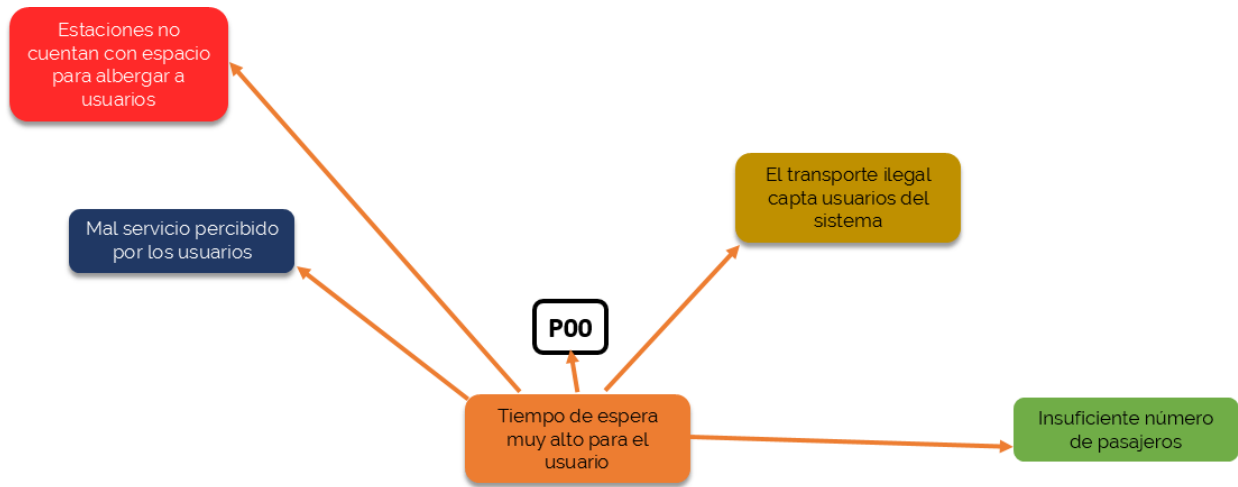 Estaciones no
cuentan con espacio
para albergar a
usuarios
El transporte ilegal
capta usuarios del
sistema
Mal servicio percibido
por los usuarios
P00
Tiempo de espera
muy alto para el
usuario
Insuficiente número
de pasajeros